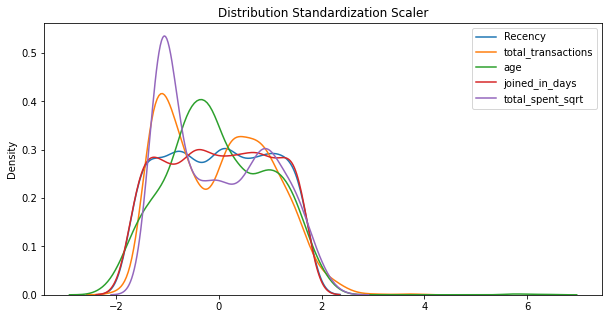 Distribution Standardization Scaler
Recency
total_transactions
age
joined_in_days
total_spent_sqrt
Density
0.5
0.4
0.3
0.2
0.1
0.0
−2
0
2
4
6